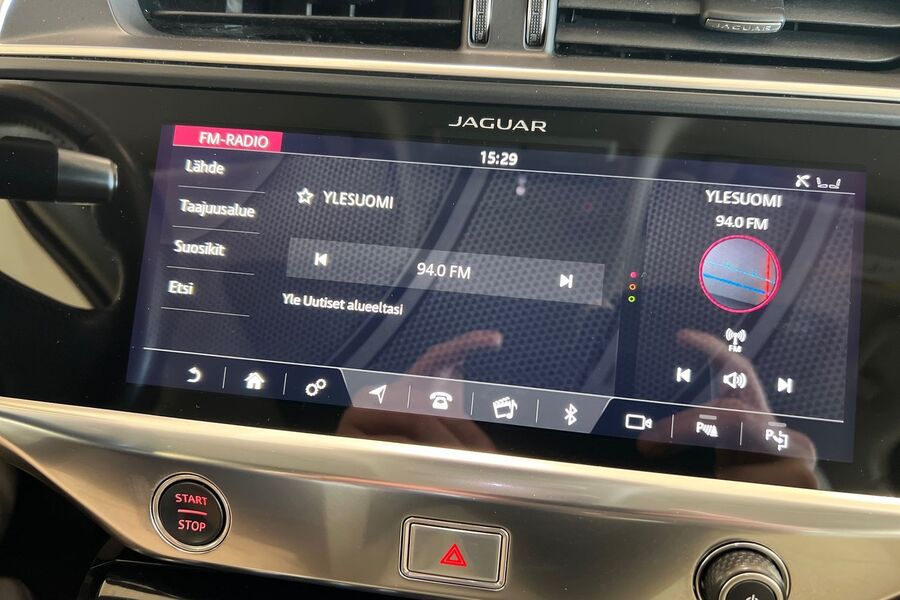 JAGUAR
JAGUAR
FM-RADIO
15:29
Lähde
Taajuusalue
Suosikit
Etsi
YLESUOMI
94.0 FM
Yle Uutiset alueeltasi
YLESUOMI
94.0 FM
FM
START
STOP